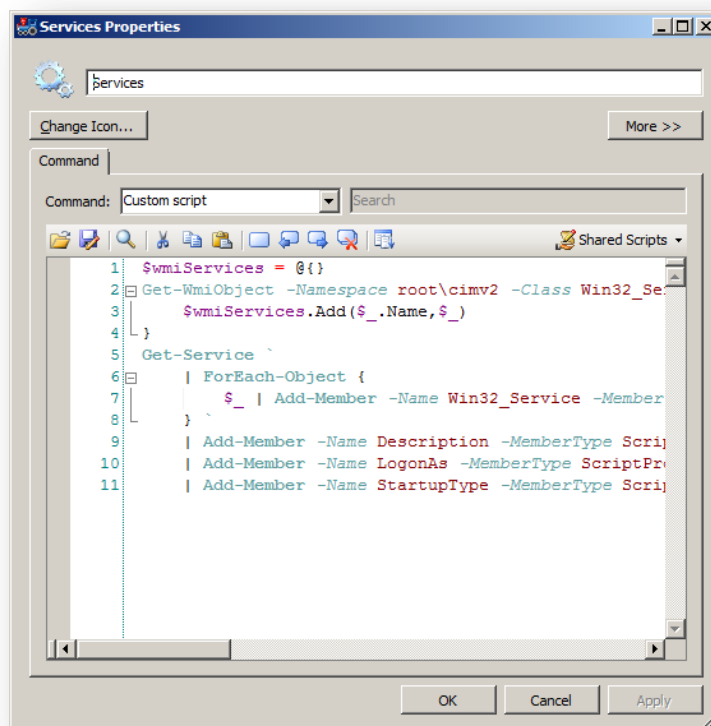 Services Properties
Services
Change Icon...
More >>
Command
Command: Custom script Search
Shared Scripts
1 $wmiServices = @{}
2 Get-WmiObject -Namespace root\cimv2 -Class Win32_Se
3 $wmiServices.Add($_.Name,$_)
4 }
5 Get-Service `
6 | ForEach-Object {
7 $_ | Add-Member -Name Win32_Service -Member
8 } `
9 | Add-Member -Name Description -MemberType Scrip
10 | Add-Member -Name LogonAs -MemberType ScriptPr
11 | Add-Member -Name StartupType -MemberType Scrip
OK Cancel Apply